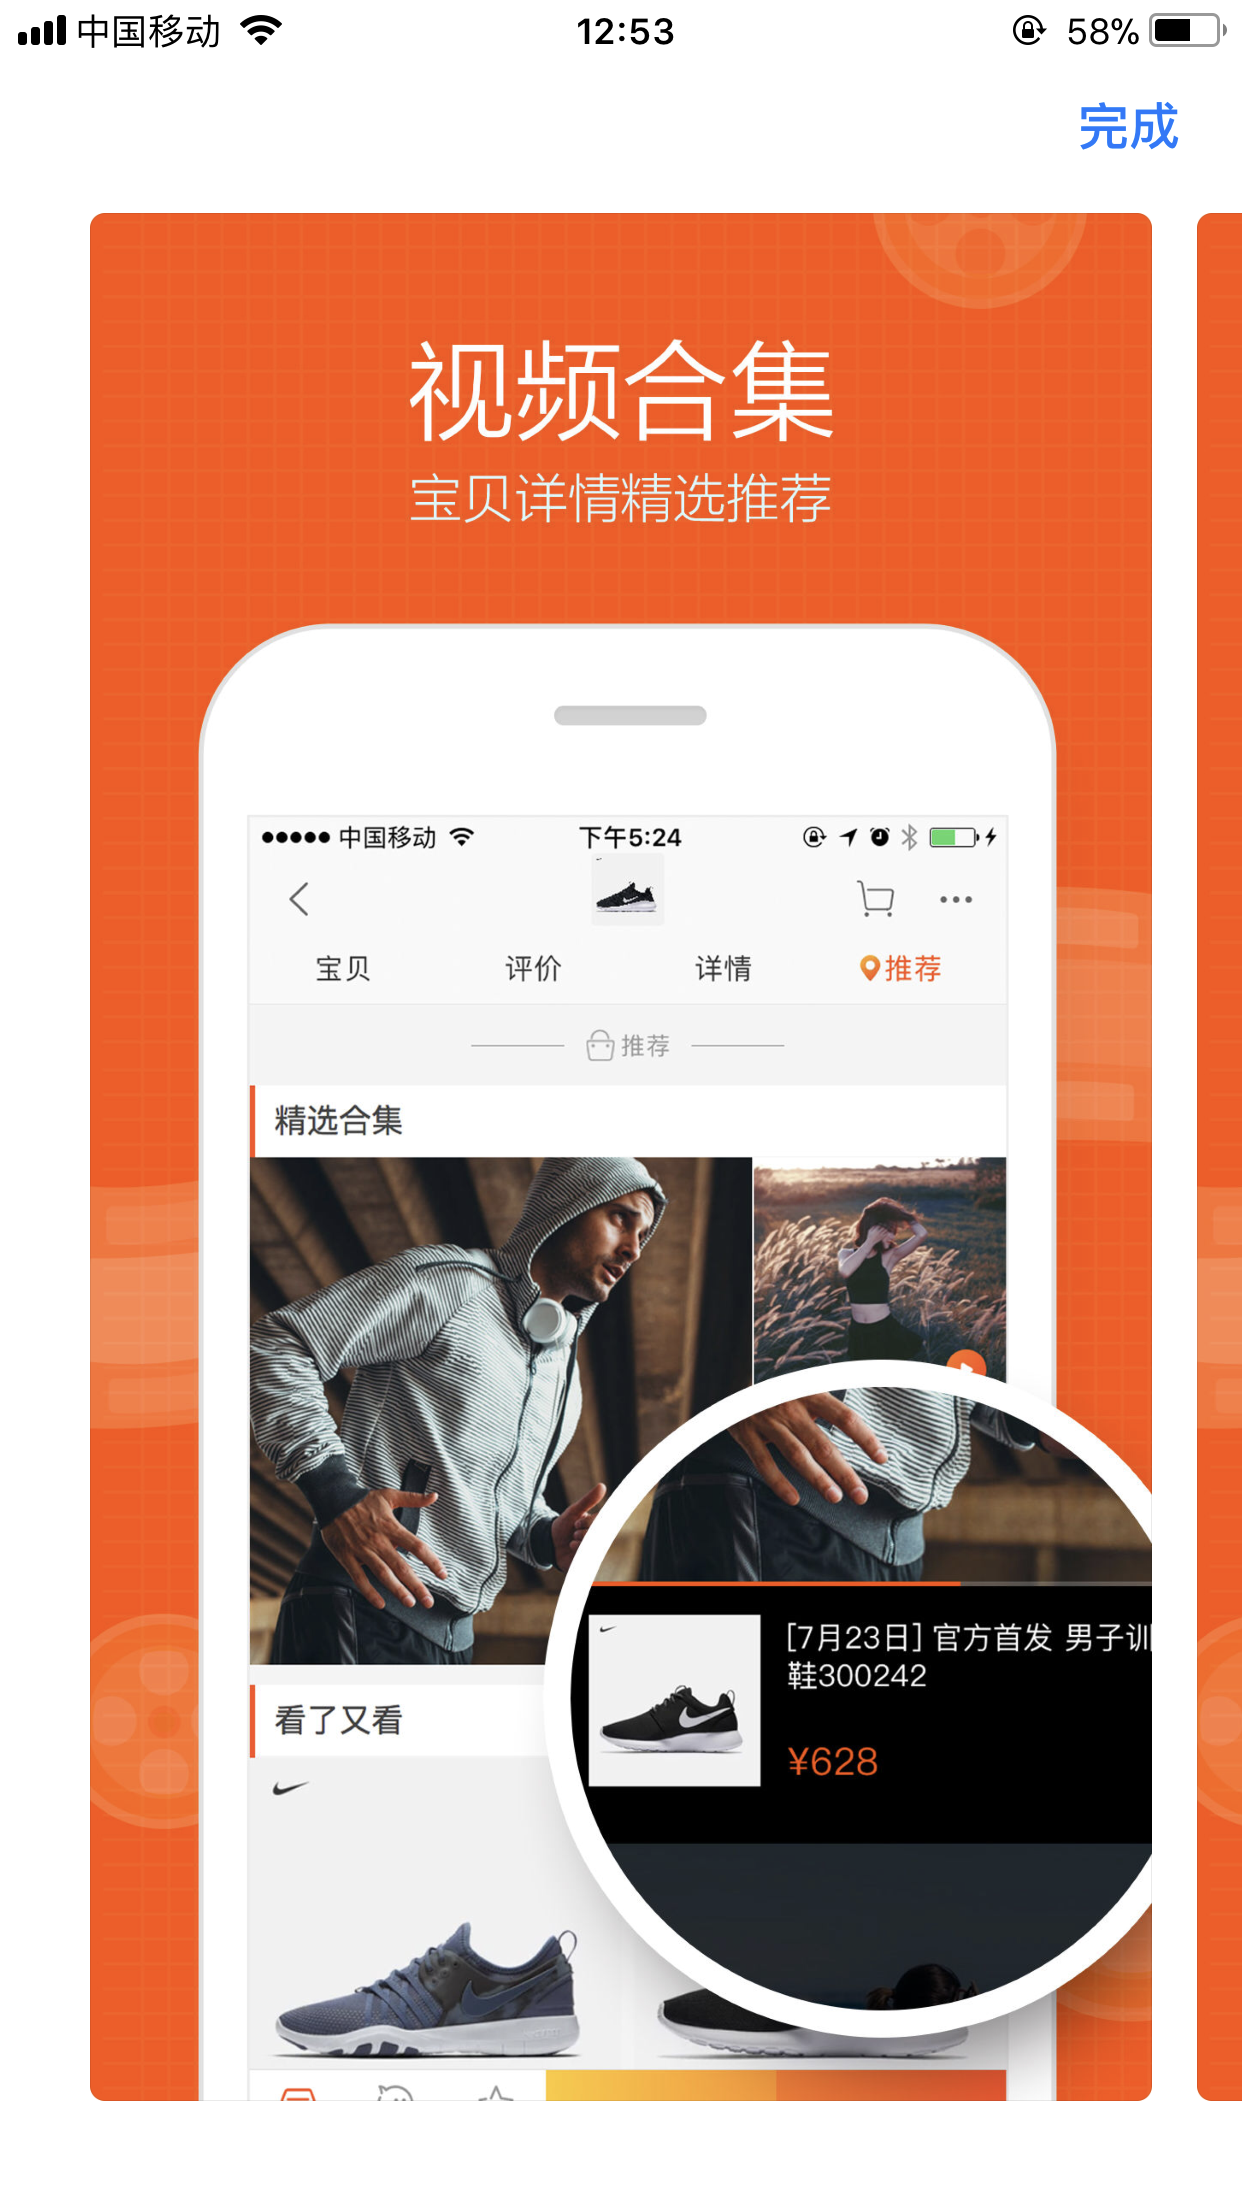 中国移动 12:53 58%
完成
视频合集
宝贝详情精选推荐
中国移动 下午5:24
宝贝 评价 详情 推荐
推荐
精选合集
[7月23日] 官方首发 男子训
鞋300242
¥628
看了又看